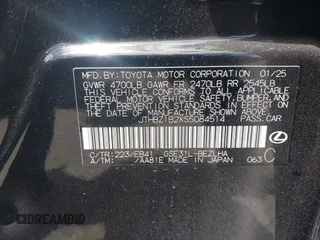 MFD. BY: TOYOTA MOTOR CORPORATION 01/25
GVWR 4700LB GAWR FR 2470LB RR 2545LB
THIS VEHICLE CONFORMS TO ALL APPLICABLE
FEDERAL MOTOR VEHICLE SAFETY, BUMPER, AND
THEFT PREVENTION STANDARDS IN EFFECT ON
THE DATE OF MANUFACTURE SHOWN ABOVE.
PASS.CAR
C/TR: 223/EB41 GSE31L-BEZLHA
A/TM: /AA81E MADE IN JAPAN 063 C
LEXUS
CREAMBID